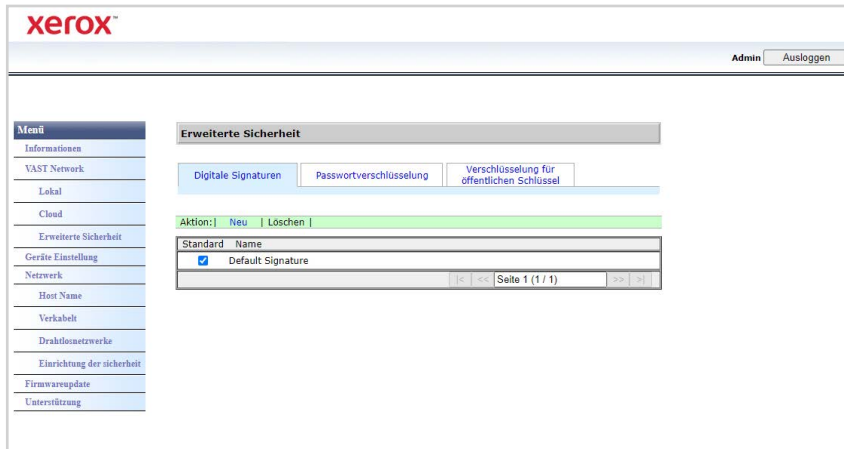 xerox™
Admin Ausloggen
Menü
Informationen
VAST Network
Lokal
Cloud
Erweiterte Sicherheit
Geräte Einstellung
Netzwerk
Host Name
Verkabelt
Drahtlosnetzwerke
Einrichtung der sicherheit
Firmwareupdate
Unterstützung
Erweiterte Sicherheit
Digitale Signaturen
Passwortverschlüsselung
Verschlüsselung für
öffentlichen Schlüssel
Aktion:| Neu | Löschen |
Standard Name
Default Signature
|< << Seite 1 (1 / 1) >> >|